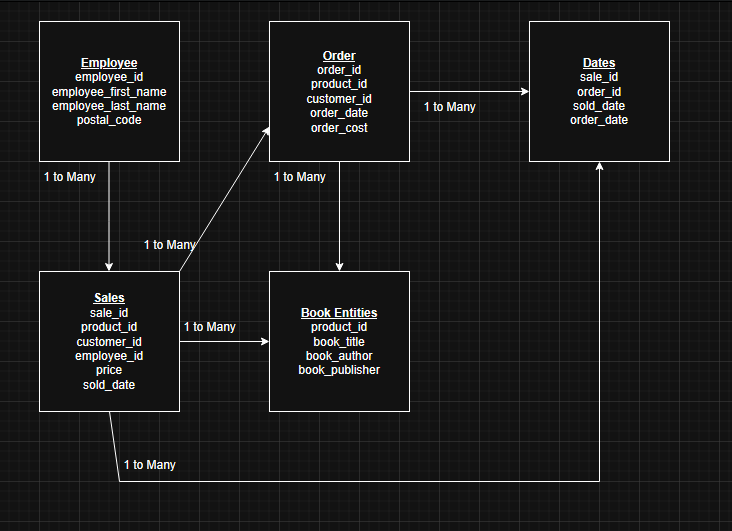 Employee
employee_id
employee_first_name
employee_last_name
postal_code
Order
order_id
product_id
customer_id
order_date
order_cost
Dates
sale_id
order_id
sold_date
order_date
1 to Many
1 to Many
1 to Many
1 to Many
Sales
sale_id
product_id
customer_id
employee_id
price
sold_date
1 to Many
Book Entities
product_id
book_title
book_author
book_publisher
1 to Many